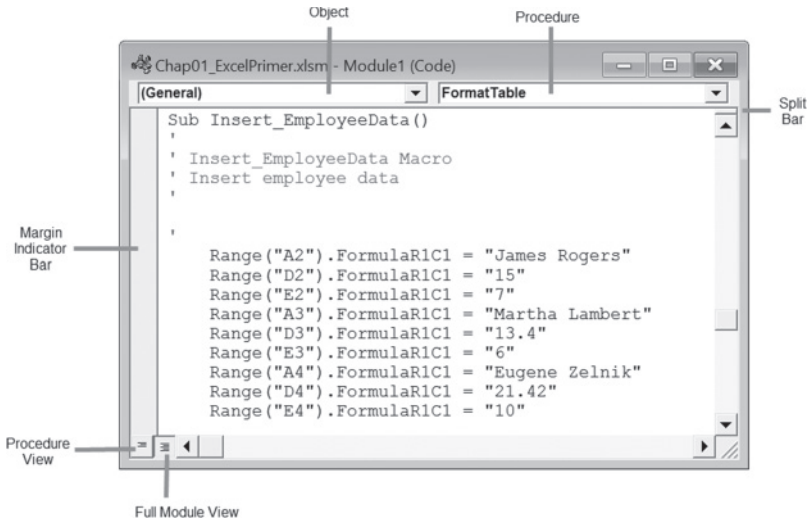 Object
Procedure
Chap01_ExcelPrimer.xlsm - Module1 (Code)
(General)
FormatTable
Split
Bar
Sub Insert_EmployeeData()
'
' Insert_EmployeeData Macro
' Insert employee data
'
'
Range("A2").FormulaR1C1 = "James Rogers"
Range("D2").FormulaR1C1 = "15"
Range("E2").FormulaR1C1 = "7"
Range("A3").FormulaR1C1 = "Martha Lambert"
Range("D3").FormulaR1C1 = "13.4"
Range("E3").FormulaR1C1 = "6"
Range("A4").FormulaR1C1 = "Eugene Zelnik"
Range("D4").FormulaR1C1 = "21.42"
Range("E4").FormulaR1C1 = "10"
Margin
Indicator
Bar
Procedure
View
Full Module View